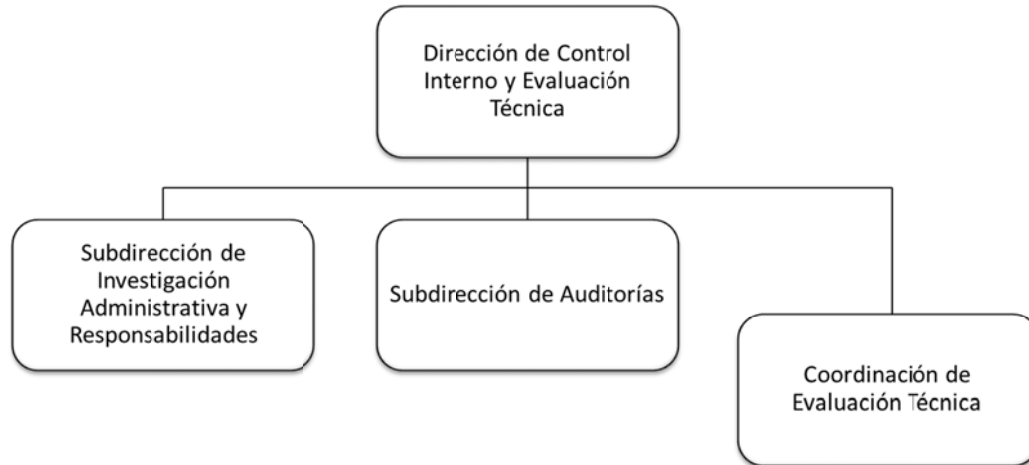 Dirección de Control
Interno y Evaluación
Técnica
Subdirección de
Investigación
Administrativa y
Responsabilidades
Subdirección de Auditorías
Coordinación de
Evaluación Técnica